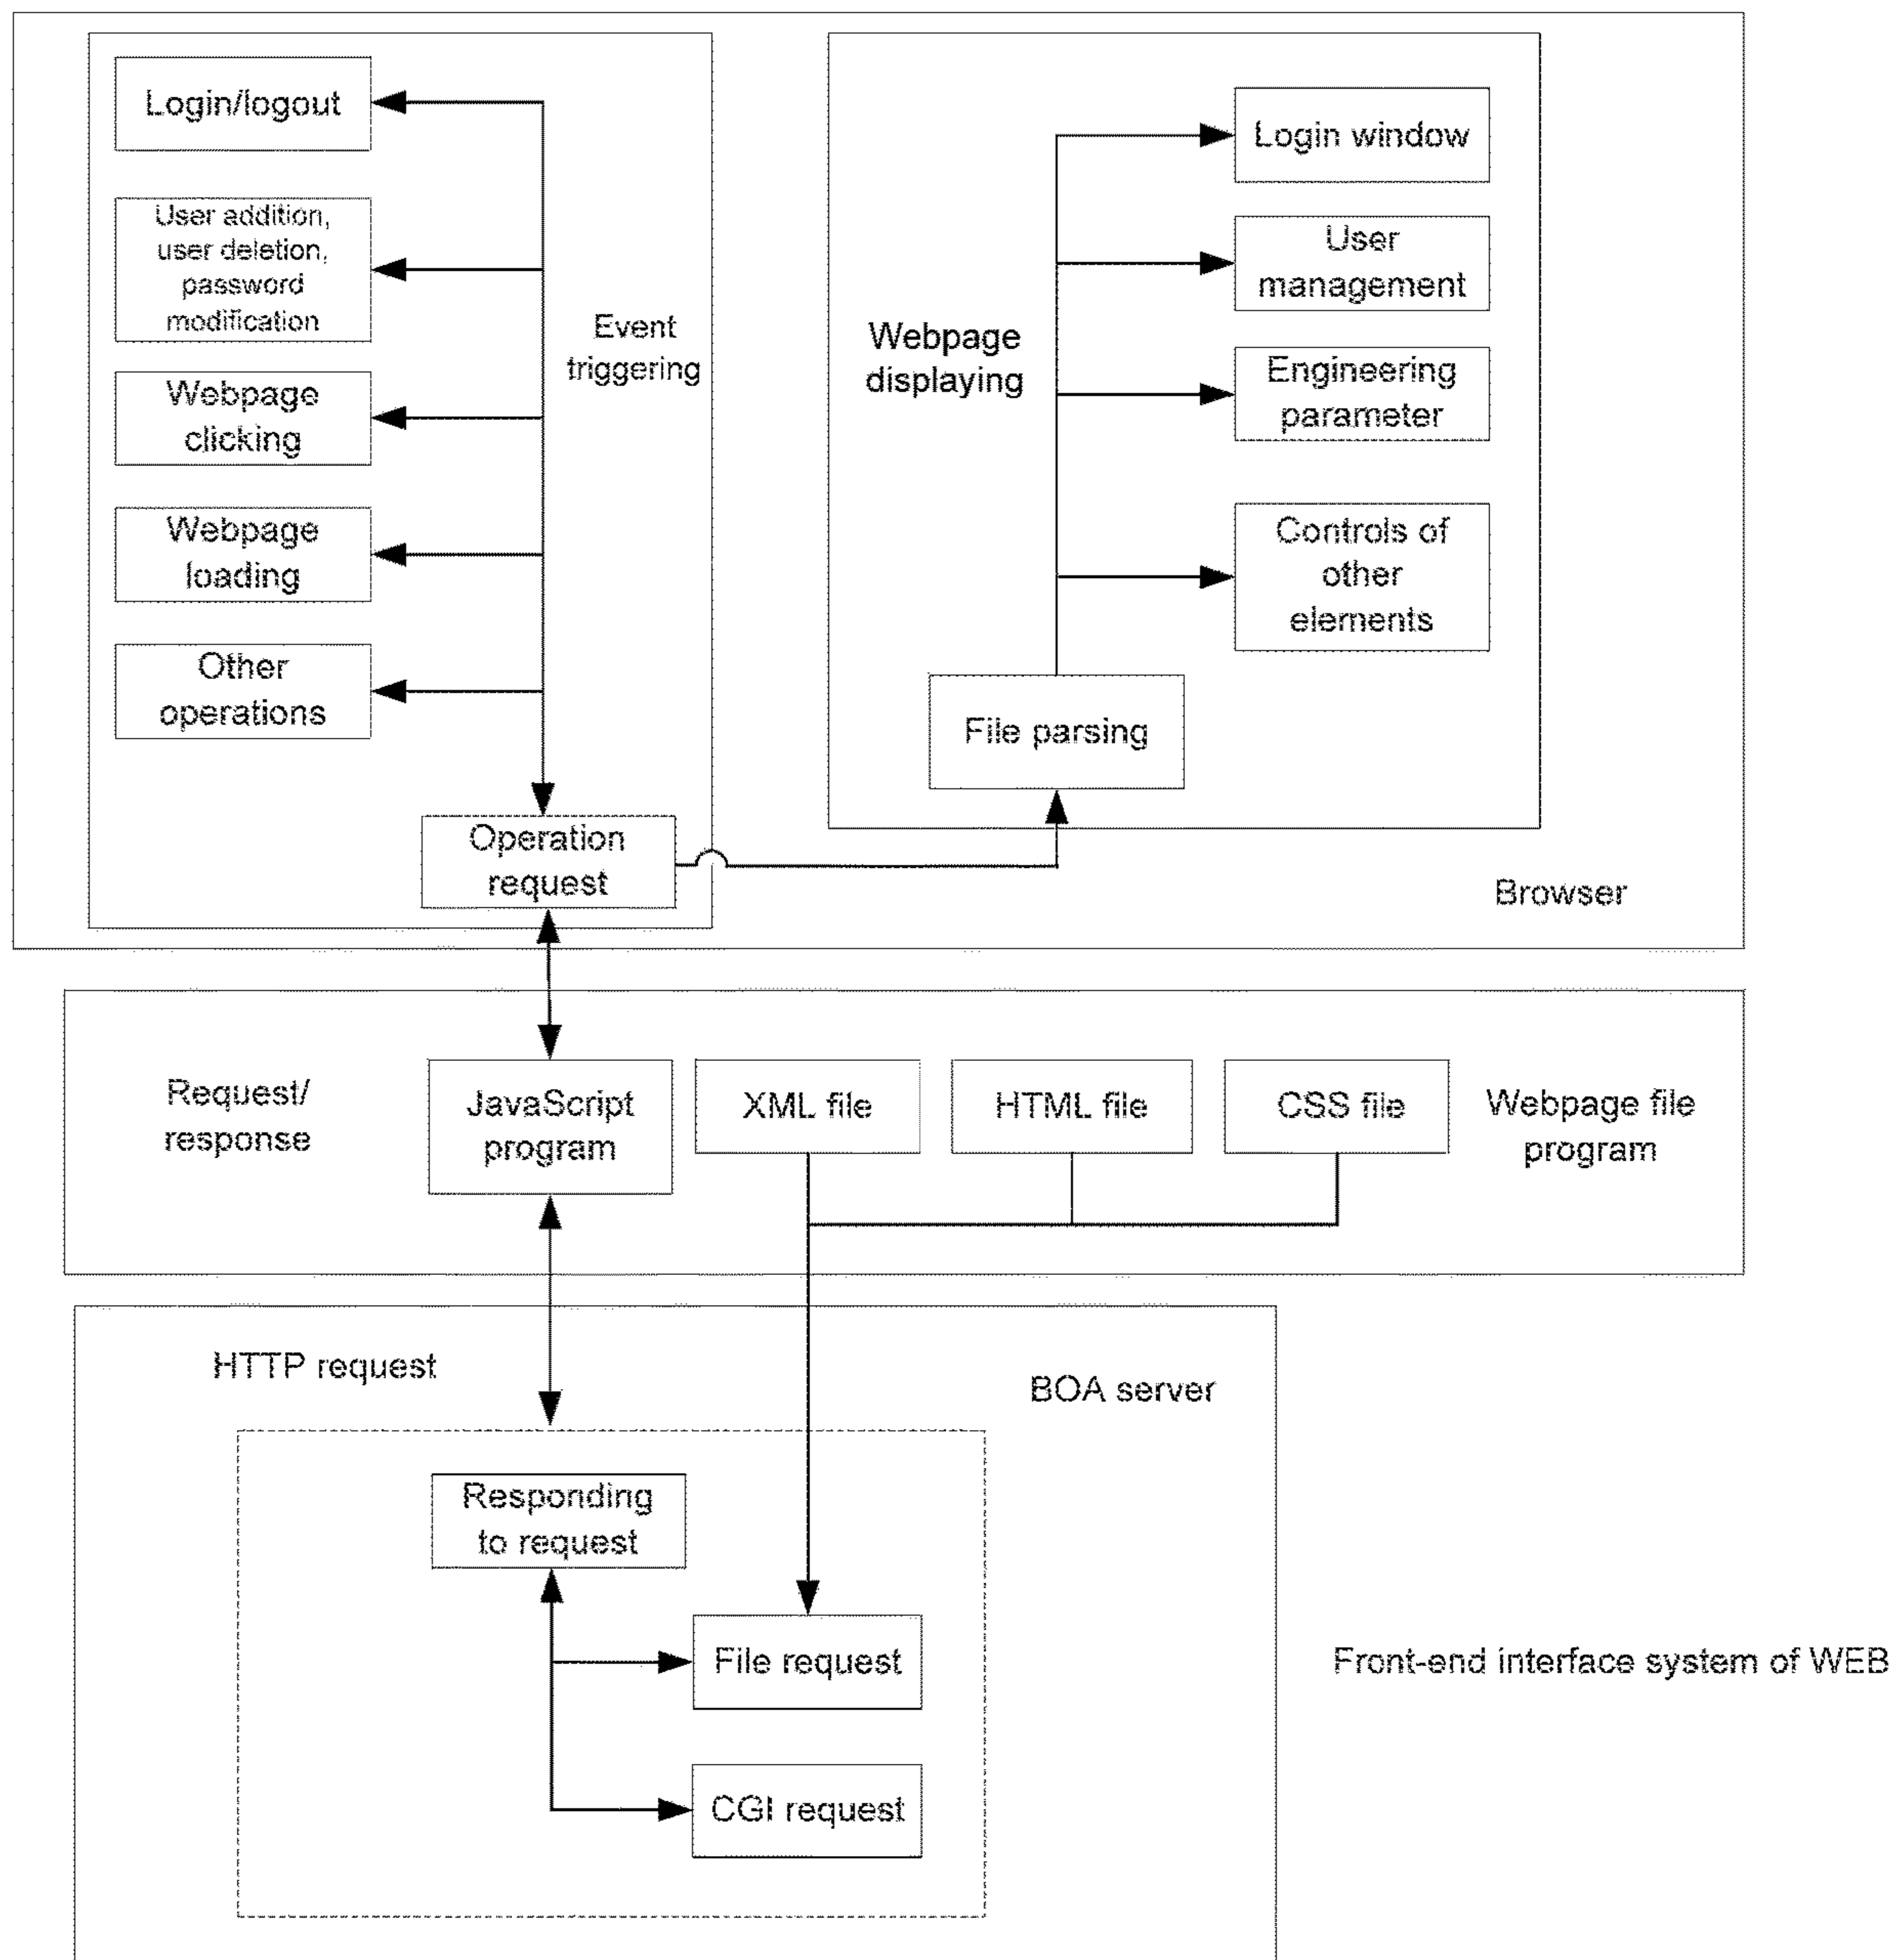 Login/logout
User addition,
user deletion,
password
modification
Webpage
clicking
Webpage
loading
Other
operations
Event
triggering
Operation
request
Webpage
displaying
Login window
User
management
Engineering
parameter
Controls of
other
elements
File parsing
Browser
Request/
response
JavaScript
program
XML file
HTML file
CSS file
Webpage file
program
HTTP request
BOA server
Responding
to request
File request
CGI request
Front-end interface system of WEB